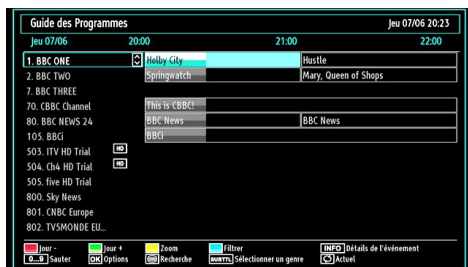 Guide des Programmes Jeu 07/06 20:23
Jeu 07/06 20:00 21:00 22:00
1. BBC ONE Holby City Hustle
2. BBC TWO Springwatch Mary, Queen of Shops
7. BBC THREE
70. CBBC Channel This is CBBC!
80. BBC NEWS 24 BBC News BBC News
105. BBCi BBCi
503. ITV HD Trial HD
504. Ch4 HD Trial HD
505. five HD Trial
800. Sky News
801. CNBC Europe
802. TV5MONDE EU...
Jour - Jour + Zoom Filtrer INFO Détails de l'événement
0...9 Sauter OK Options Recherche SUBTTL Sélectionner un genre Actuel